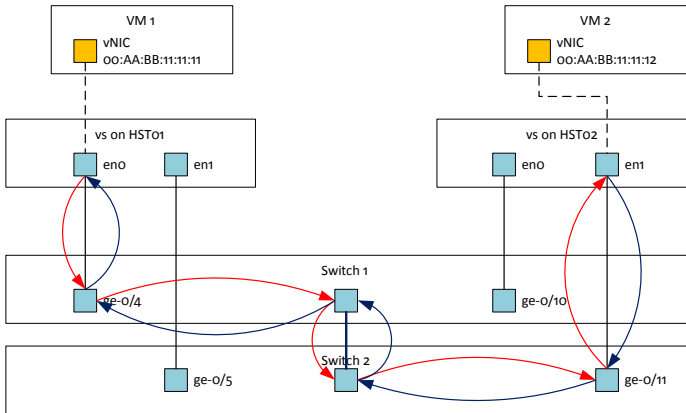 VM 1
vNIC
00:AA:BB:11:11:11
VM 2
vNIC
00:AA:BB:11:11:12
vs on HST01
en0
en1
vs on HST02
en0
en1
Switch 1
ge-0/4
ge-0/10
Switch 2
ge-0/5
ge-0/11